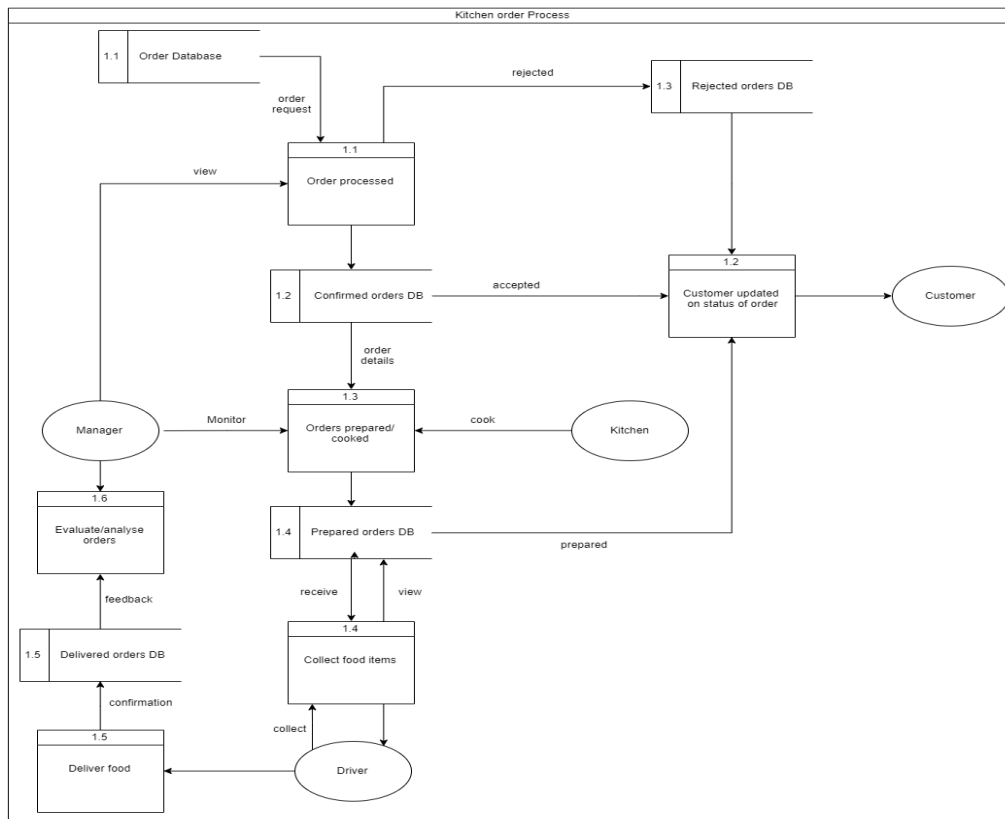 Kitchen order Process
1.1
Order Database
rejected
1.3
Rejected orders DB
order
request
1.1
Order processed
view
1.2
Confirmed orders DB
accepted
1.2
Customer updated
on status of order
Customer
order
details
1.3
Orders prepared/
cooked
Manager
Monitor
cook
Kitchen
1.6
Evaluate/analyse
orders
1.4
Prepared orders DB
prepared
feedback
receive
view
1.5
Delivered orders DB
1.4
Collect food items
confirmation
collect
1.5
Deliver food
Driver